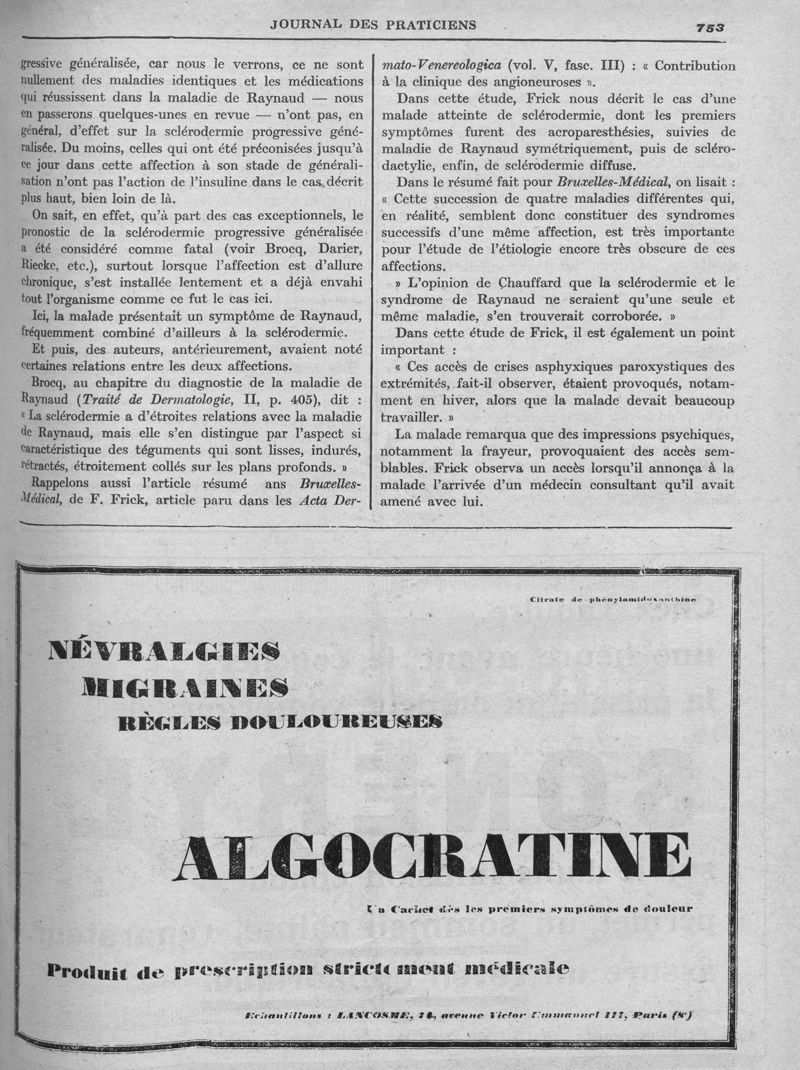 JOURNAL DES PRATICIENS
753
gressive généralisée, car nous le verrons, ce ne sont
nullement des maladies identiques et les médications
qui réussissent dans la maladie de Raynaud — nous
en passerons quelques-unes en revue — n'ont pas, en
général, d'effet sur la sclérodermie progressive géné-
ralisée. Du moins, celles qui ont été préconisées jusqu'à
ce jour dans cette affection à son stade de générali-
sation n'ont pas l'action de l'insuline dans le cas décrit
plus haut, bien loin de là.
On sait, en effet, qu'à part des cas exceptionnels, le
pronostic de la sclérodermie progressive généralisée
a été considéré comme fatal (voir Brocq, Darier,
Riecke, etc.), surtout lorsque l'affection est d'allure
chronique, s'est installée lentement et a déjà envahi
tout l'organisme comme ce fut le cas ici.
Ici, la malade présentait un symptôme de Raynaud,
fréquemment combiné d'ailleurs à la sclérodermie.
Et puis, des auteurs, antérieurement, avaient noté
certaines relations entre les deux affections.
Brocq, au chapitre du diagnostic de la maladie de
Raynaud (Traité de Dermatologie, II, p. 405), dit :
« La sclérodermie a d'étroites relations avec la maladie
de Raynaud, mais elle s'en distingue par l'aspect si
caractéristique des téguments qui sont lisses, indurés,
rétractés, étroitement collés sur les plans profonds. »
Rappelons aussi l'article résumé ans Bruxelles-
Médical, de F. Frick, article paru dans les Acta Der-
mato-Venereologica (vol. V, fasc. III) : « Contribution
à la clinique des angioneuroses ».
Dans cette étude, Frick nous décrit le cas d'une
malade atteinte de sclérodermie, dont les premiers
symptômes furent des acroparesthésies, suivies de
maladie de Raynaud symétriquement, puis de scléro-
dactylie, enfin, de sclérodermie diffuse.
Dans le résumé fait pour Bruxelles-Médical, on lisait :
« Cette succession de quatre maladies différentes qui,
en réalité, semblent donc constituer des syndromes
successifs d'une même affection, est très importante
pour l'étude de l'étiologie encore très obscure de ces
affections.
» L'opinion de Chauffard que la sclérodermie et le
syndrome de Raynaud ne seraient qu'une seule et
même maladie, s'en trouverait corroborée. »
Dans cette étude de Frick, il est également un point
important :
« Ces accès de crises asphyxiques paroxystiques des
extrémités, fait-il observer, étaient provoqués, notam-
ment en hiver, alors que la malade devait beaucoup
travailler. »
La malade remarqua que des impressions psychiques,
notamment la frayeur, provoquaient des accès sem-
blables. Frick observa un accès lorsqu'il annonça à la
malade l'arrivée d'un médecin consultant qu'il avait
amené avec lui.
Citrate de phénylamidoxanthine
NÉVRALGIES
MIGRAINES
RÈGLES DOULOUREUSES
ALGOCRATINE
Un Cachet dès les premiers symptômes de douleur
Produit de prescription strictement médicale
Echantillons : LANCOSME, 71, avenue Victor Emmanuel III, Paris (8e)